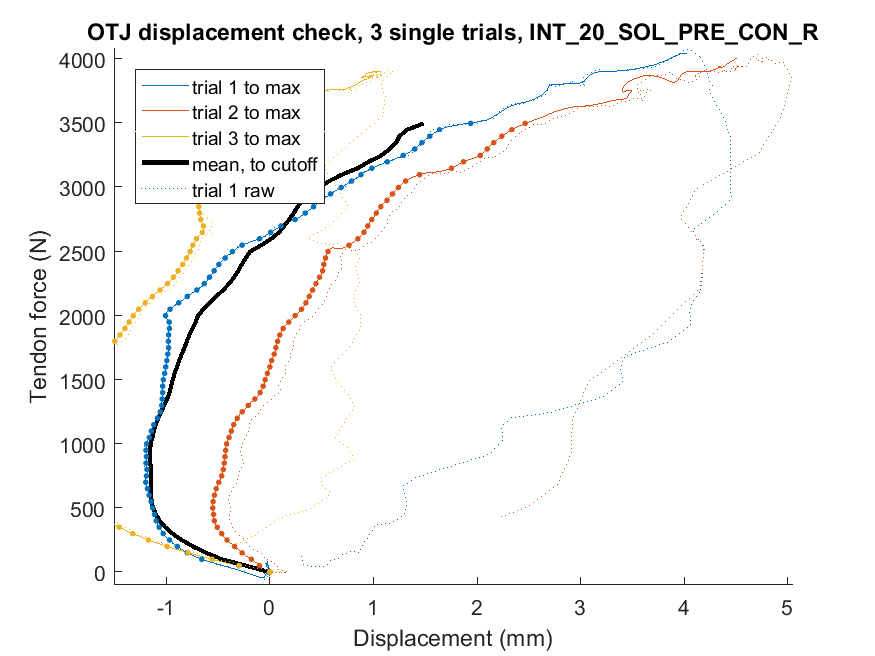 OTJ displacement check, 3 single trials, INT_20_SOL_PRE_CON_R
4000
3500
3000
2500
2000
1500
1000
500
0
Tendon force (N)
trial 1 to max
trial 2 to max
trial 3 to max
mean, to cutoff
trial 1 raw
-1
0
1
2
3
4
5
Displacement (mm)